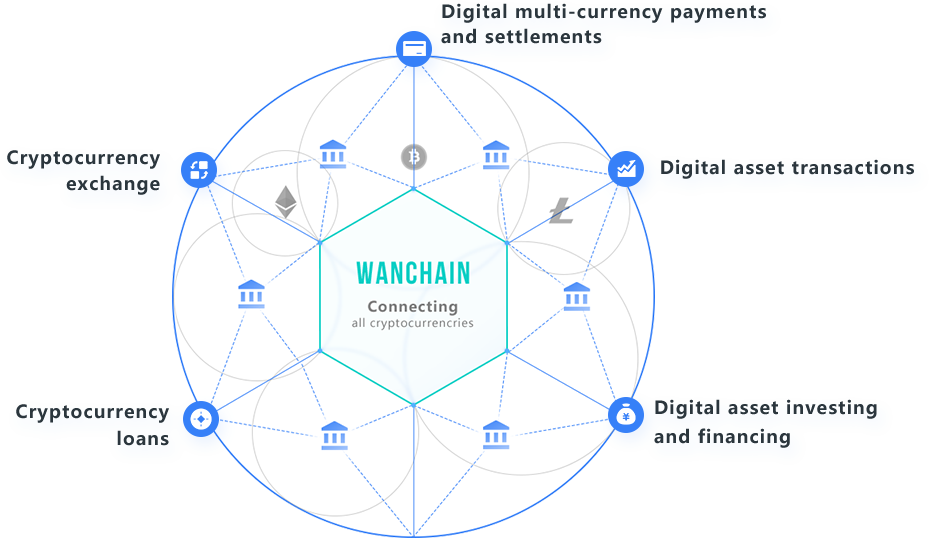 Digital multi-currency payments
and settlements
Cryptocurrency
exchange
Digital asset transactions
WANCHAIN
Connecting
all cryptocurrencries
Cryptocurrency
loans
Digital asset investing
and financing